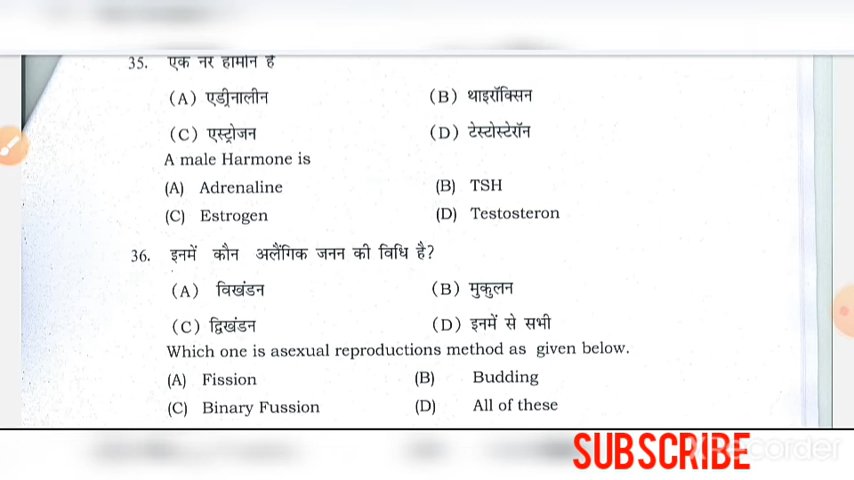 35. एक नर हार्मोन है
(A) एड्रीनालीन (B) थाइरॉक्सिन
(C) एस्ट्रोजन (D) टेस्टोस्टेरॉन
A male Harmone is
(A) Adrenaline (B) TSH
(C) Estrogen (D) Testosteron
36. इनमें कौन अलैंगिक जनन की विधि है?
(A) विखंडन (B) मुकुलन
(C) द्विखंडन (D) इनमें से सभी
Which one is asexual reproductions method as given below.
(A) Fission (B) Budding
(C) Binary Fussion (D) All of these
SUBSCRIBE